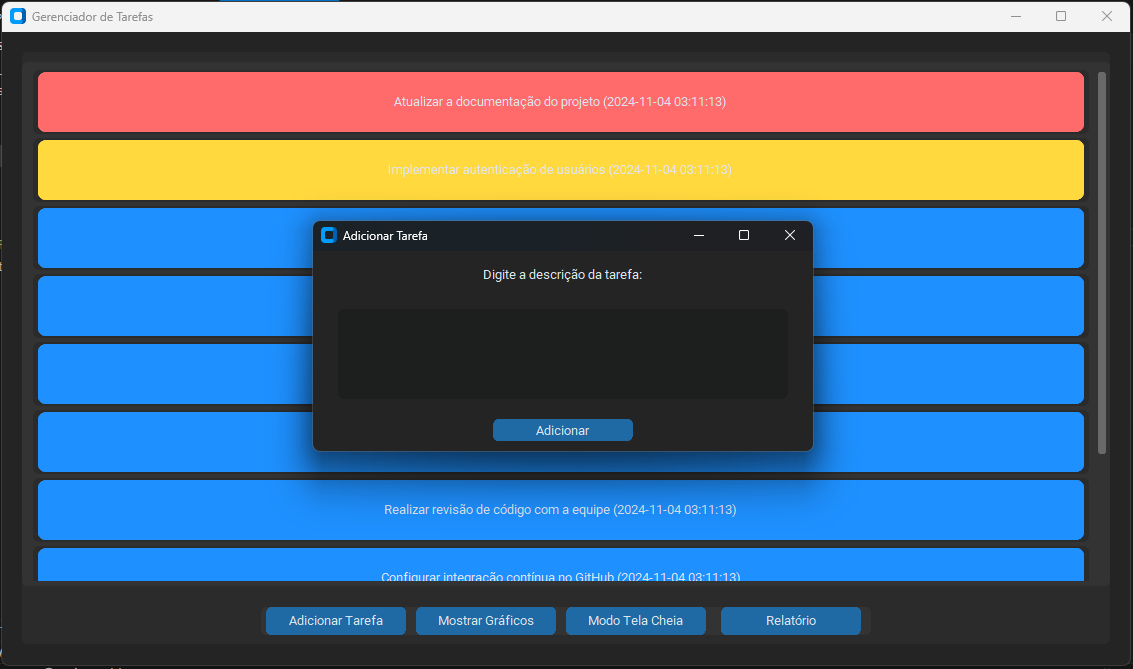 Gerenciador de Tarefas
Atualizar a documentação do projeto (2024-11-04 03:11:13)
Implementar autenticação de usuários (2024-11-04 03:11:13)
Adicionar Tarefa
Digite a descrição da tarefa:
Adicionar
Realizar revisão de código com a equipe (2024-11-04 03:11:13)
Configurar integração contínua no GitHub (2024-11-04 03:11:13)
Adicionar Tarefa
Mostrar Gráficos
Modo Tela Cheia
Relatório